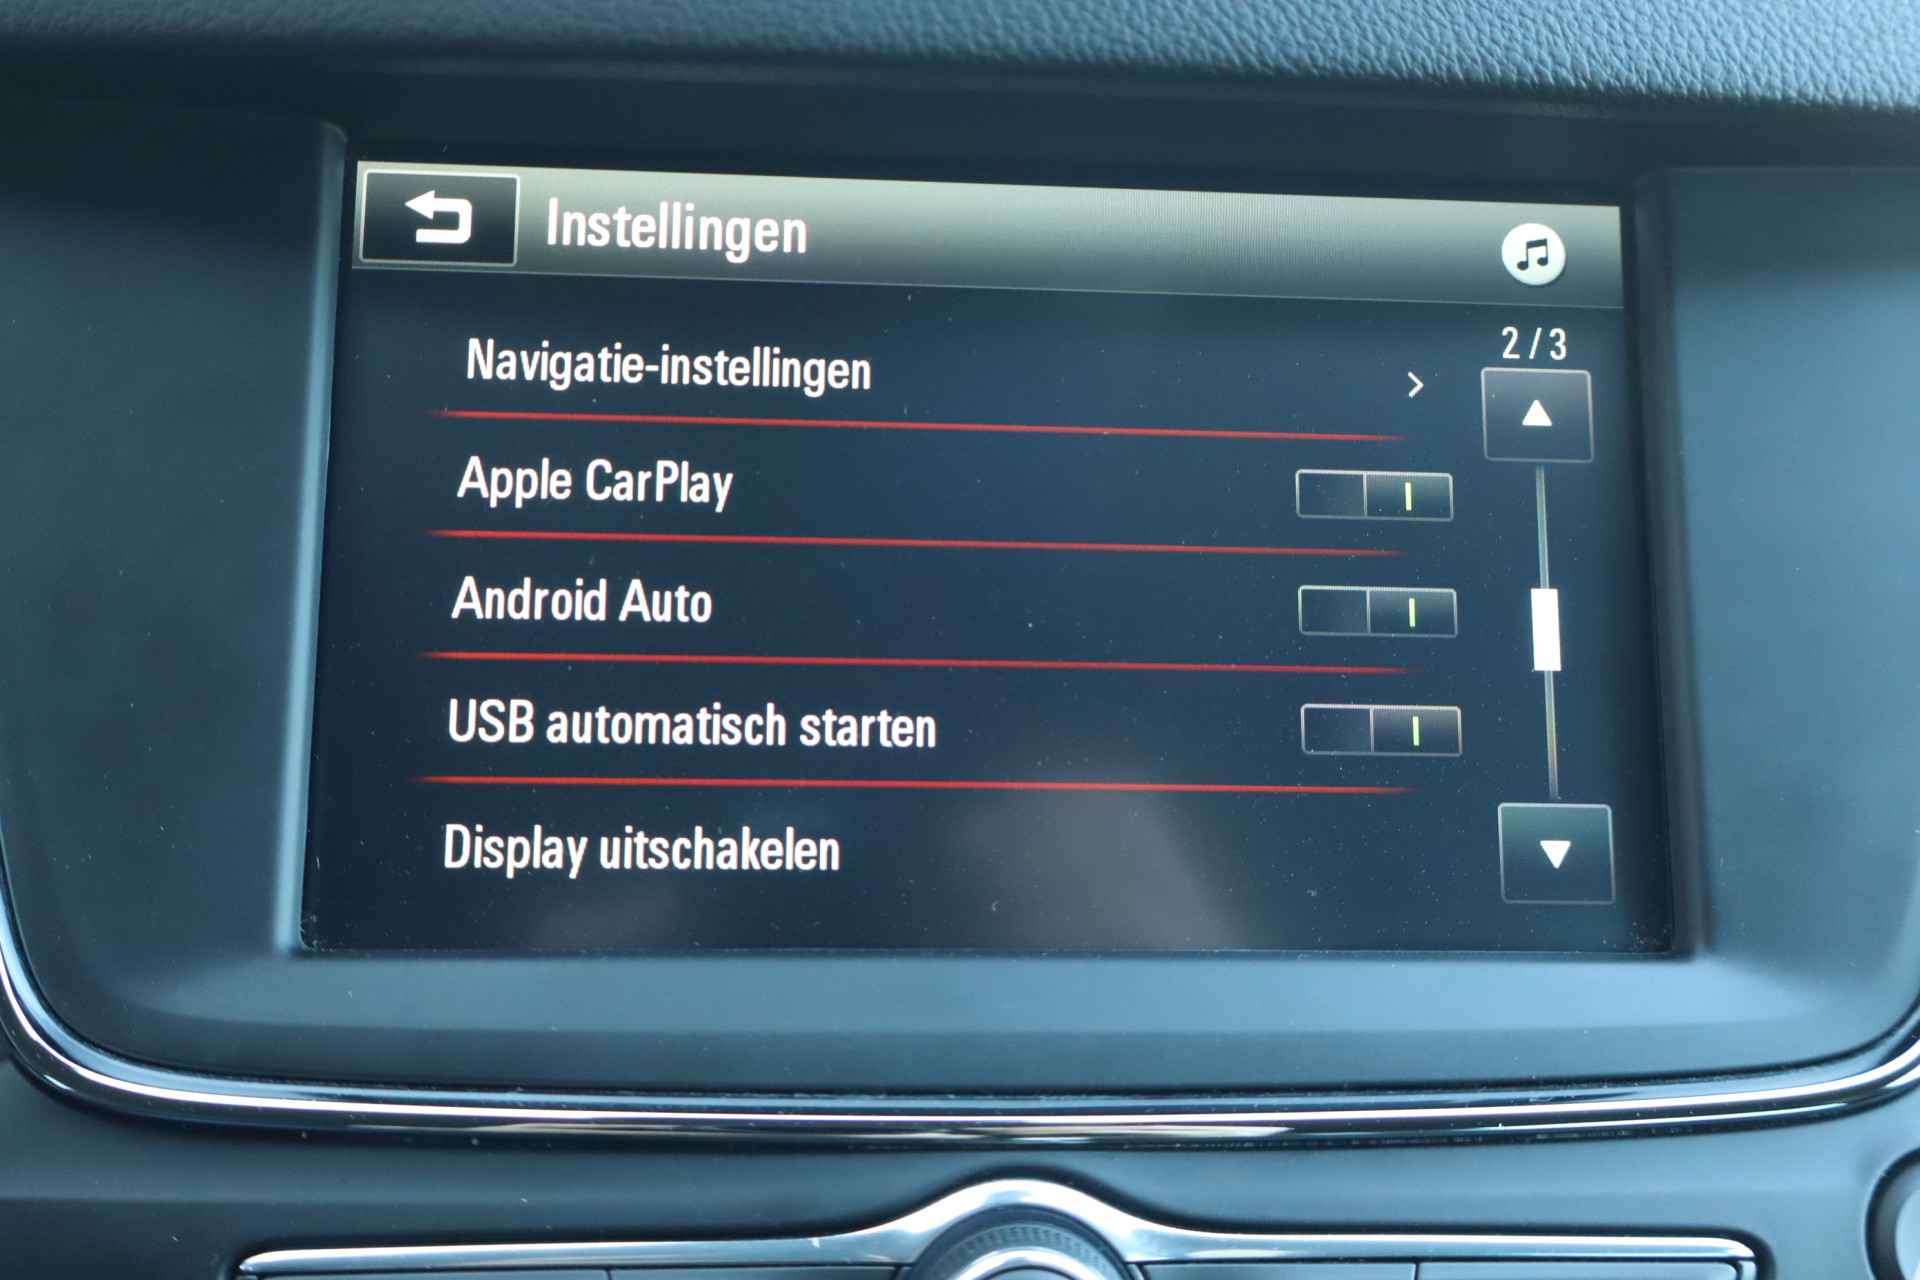 Instellingen
2/3
Navigatie-instellingen
Apple CarPlay
Android Auto
USB automatisch starten
Display uitschakelen